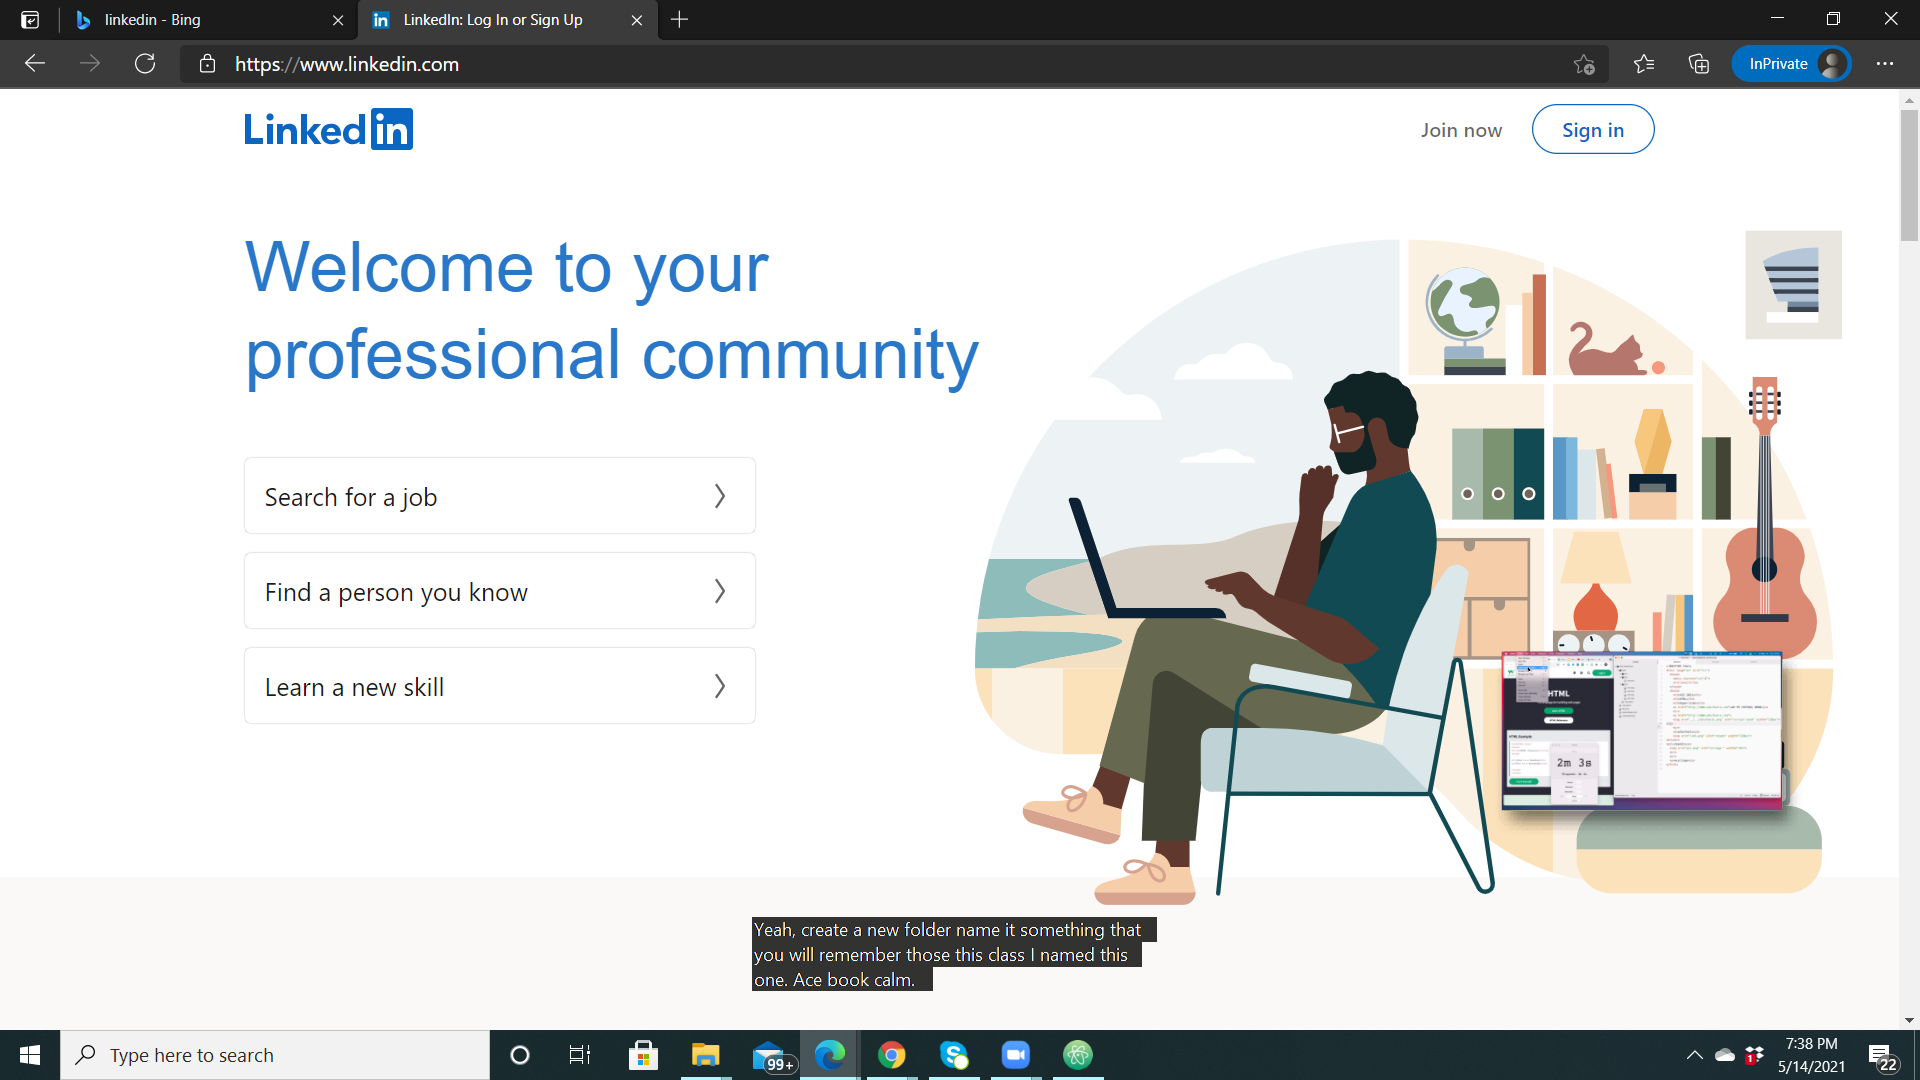 linkedin - Bing
LinkedIn: Log In or Sign Up
https://www.linkedin.com
InPrivate
Linked in
Join now
Sign in
Welcome to your
professional community
Search for a job
Find a person you know
Learn a new skill
HTML
2m 3s
Yeah, create a new folder name it something that
you will remember those this class I named this
one. Ace book calm.
Type here to search
99+
1
7:38 PM
5/14/2021
22